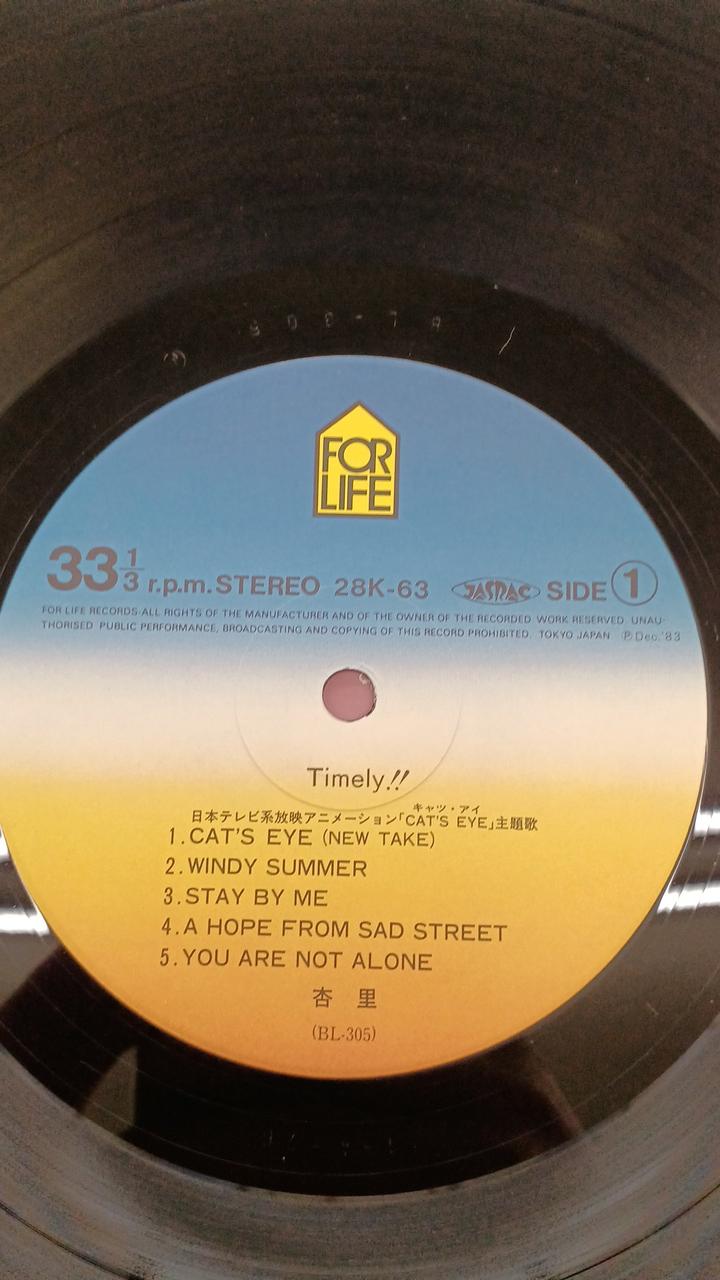 FOR
LIFE
33 1/3 r.p.m. STEREO 28K-63 JASRAC SIDE 1
FOR LIFE RECORDS·ALL RIGHTS OF THE MANUFACTURER AND OF THE OWNER OF THE RECORDED WORK RESERVED. UNAU-
THORISED PUBLIC PERFORMANCE, BROADCASTING AND COPYING OF THIS RECORD PROHIBITED. TOKYO JAPAN ℗ Dec.'83
Timely!!
キャッツ・アイ
日本テレビ系放映アニメーション「CAT'S EYE」主題歌
1. CAT'S EYE (NEW TAKE)
2. WINDY SUMMER
3. STAY BY ME
4. A HOPE FROM SAD STREET
5. YOU ARE NOT ALONE
杏 里
(BL-305)